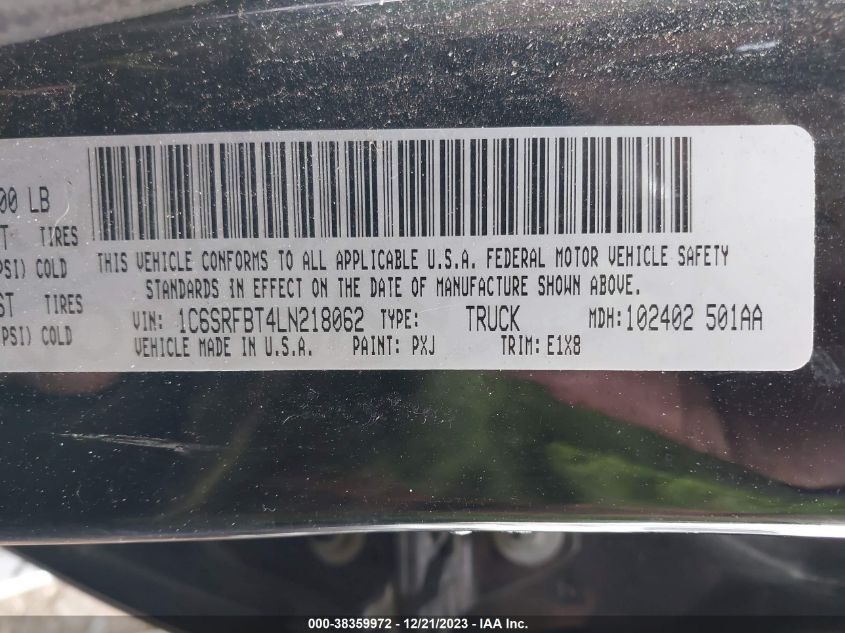 00 LB
T TIRES
PSI) COLD
ST TIRES
PSI) COLD
THIS VEHICLE CONFORMS TO ALL APPLICABLE U.S.A. FEDERAL MOTOR VEHICLE SAFETY
STANDARDS IN EFFECT ON THE DATE OF MANUFACTURE SHOWN ABOVE.
VIN: 1C6SRFBT4LN218062 TYPE: TRUCK MDH: 102402 501AA
VEHICLE MADE IN U.S.A. PAINT: PXJ TRIM: E1X8
000-38359972 - 12/21/2023 - IAA Inc.